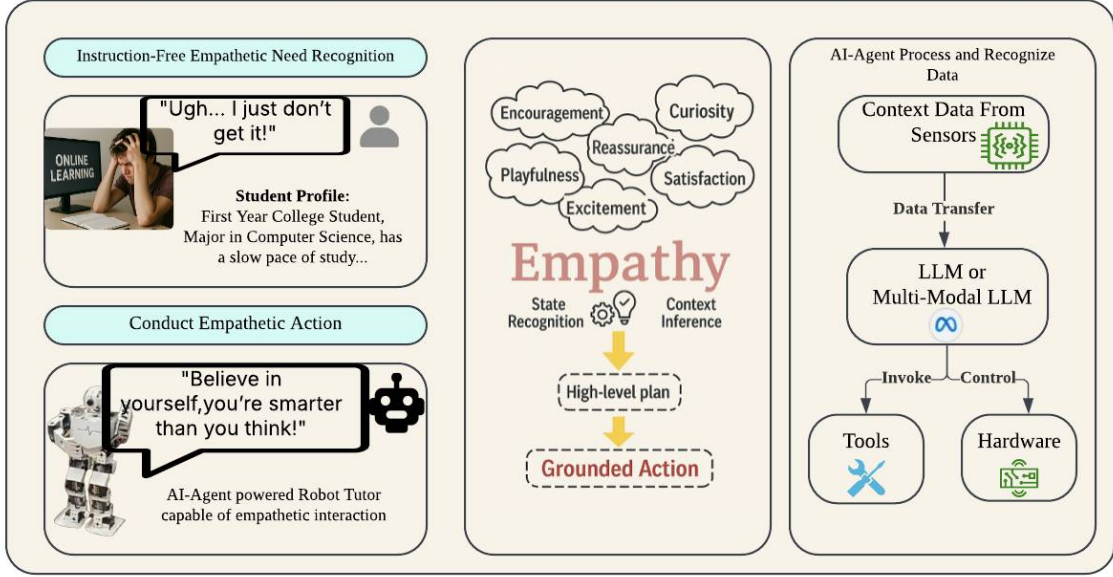 Instruction-Free Empathetic Need Recognition
"Ugh... I just don't
get it!"
ONLINE
LEARNING
Student Profile:
First Year College Student,
Major in Computer Science, has
a slow pace of study...
Conduct Empathetic Action
"Believe in
yourself,you're smarter
than you think!"
AI-Agent powered Robot Tutor
capable of empathetic interaction
Encouragement
Curiosity
Reassurance
Playfulness
Satisfaction
Excitement
Empathy
State
Recognition
Context
Inference
High-level plan
Grounded Action
AI-Agent Process and Recognize
Data
Context Data From
Sensors
Data Transfer
LLM or
Multi-Modal LLM
Invoke
Control
Tools
Hardware